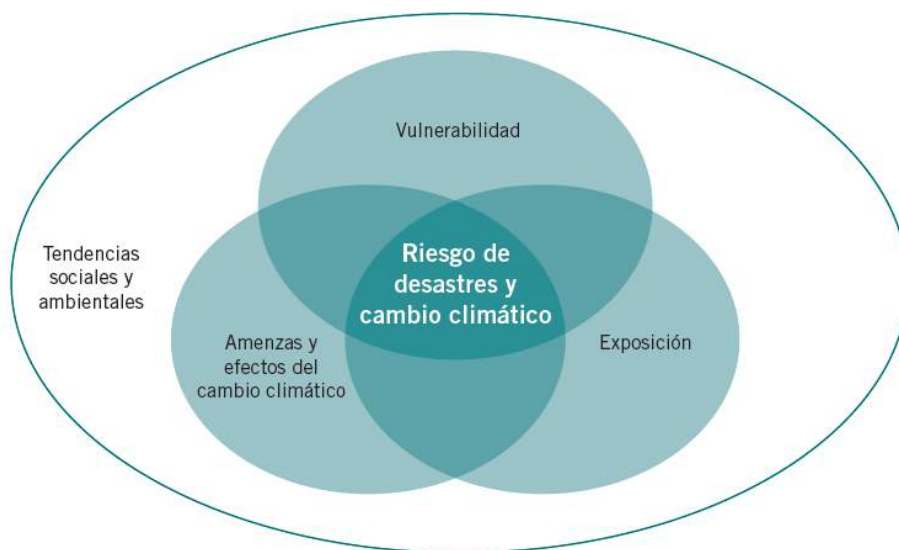 Vulnerabilidad
Tendencias
sociales y
ambientales
Riesgo de
desastres y
cambio climático
Amenzas y
efectos del
cambio climático
Exposición